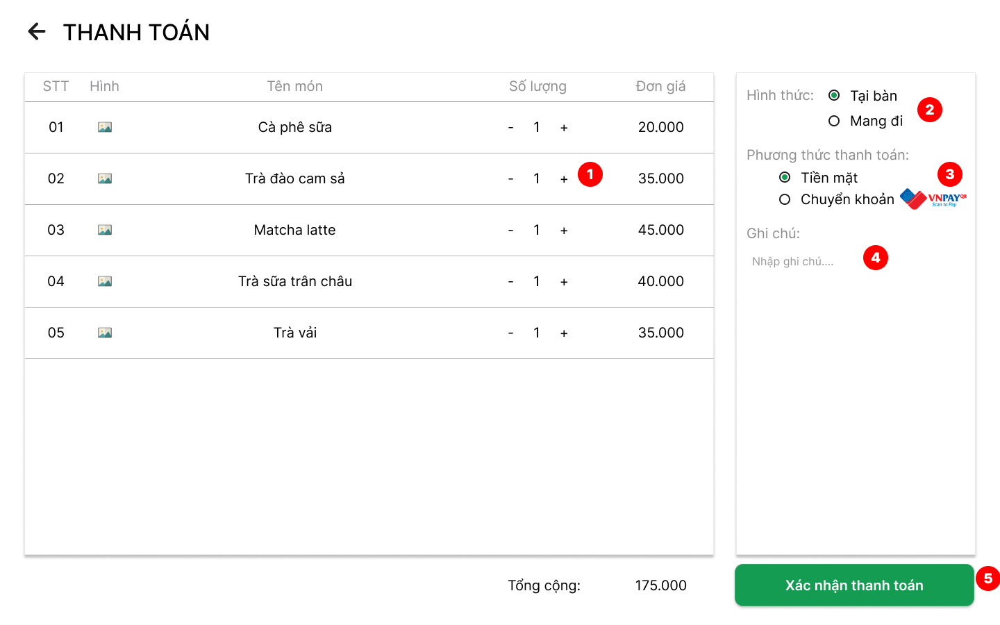 THANH TOÁN
STT Hình Tên món Số lượng Đơn giá
01 Cà phê sữa - 1 + 20.000
02 Trà đào cam sả - 1 + 1 35.000
03 Matcha latte - 1 + 45.000
04 Trà sữa trân châu - 1 + 40.000
05 Trà vải - 1 + 35.000
Tổng cộng: 175.000
Hình thức: Tại bàn
2
Mang đi
Phương thức thanh toán:
3
Tiền mặt
Chuyển khoản VNPAYQR
Scan to Pay
Ghi chú:
Nhập ghi chú.... 4
Xác nhận thanh toán 5